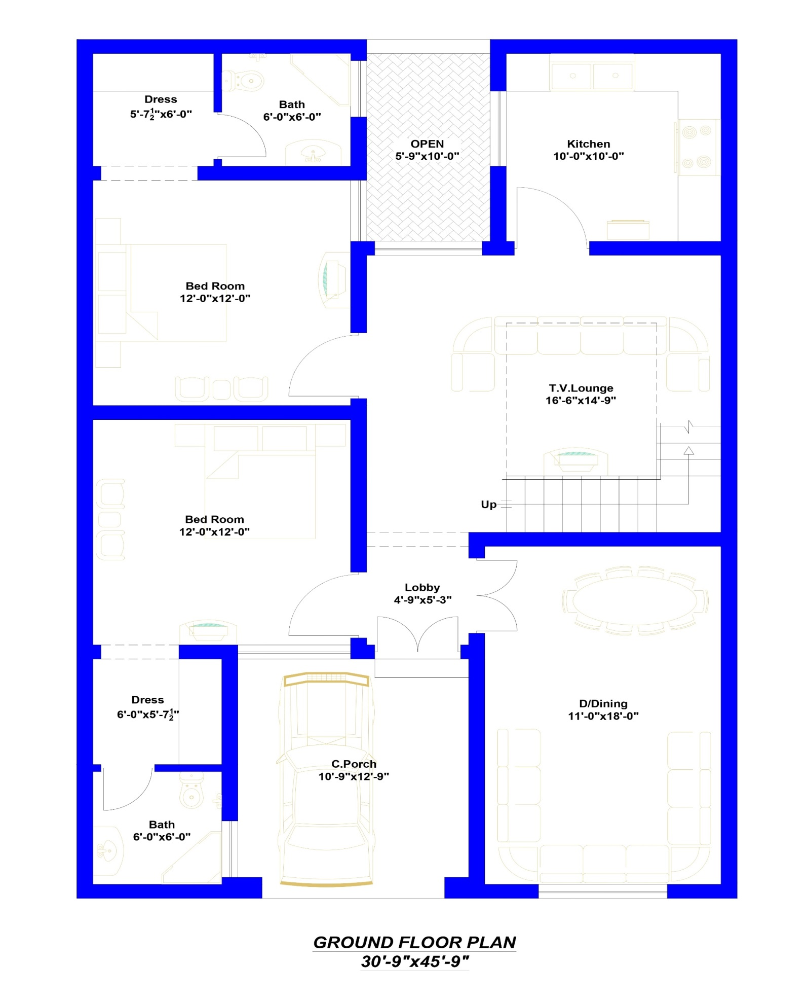 Dress
5'-7½"x6'-0"
Bath
6'-0"x6'-0"
OPEN
5'-9"x10'-0"
Kitchen
10'-0"x10'-0"
Bed Room
12'-0"x12'-0"
T.V.Lounge
16'-6"x14'-9"
Up
Bed Room
12'-0"x12'-0"
Lobby
4'-9"x5'-3"
Dress
6'-0"x5'-7½"
D/Dining
11'-0"x18'-0"
C.Porch
10'-9"x12'-9"
Bath
6'-0"x6'-0"
GROUND FLOOR PLAN
30'-9"x45'-9"